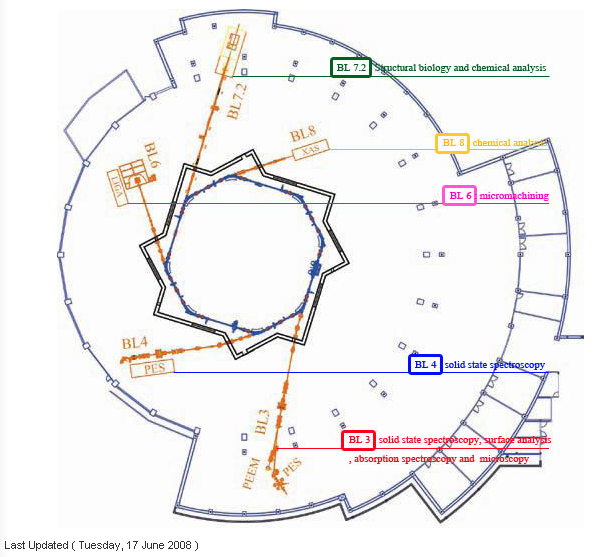 BL 7.2 Structural biology and chemical analysis
BL7.2
BL8
XAS
BL 8 chemical analysis
BL6
LIGA
BL 6 micromachining
BL4
PES
BL 4 solid state spectroscopy
BL3
BL 3 solid state spectroscopy, surface analysis
, absorption spectroscopy and microscopy
PEEM
PES
Last Updated ( Tuesday, 17 June 2008 )